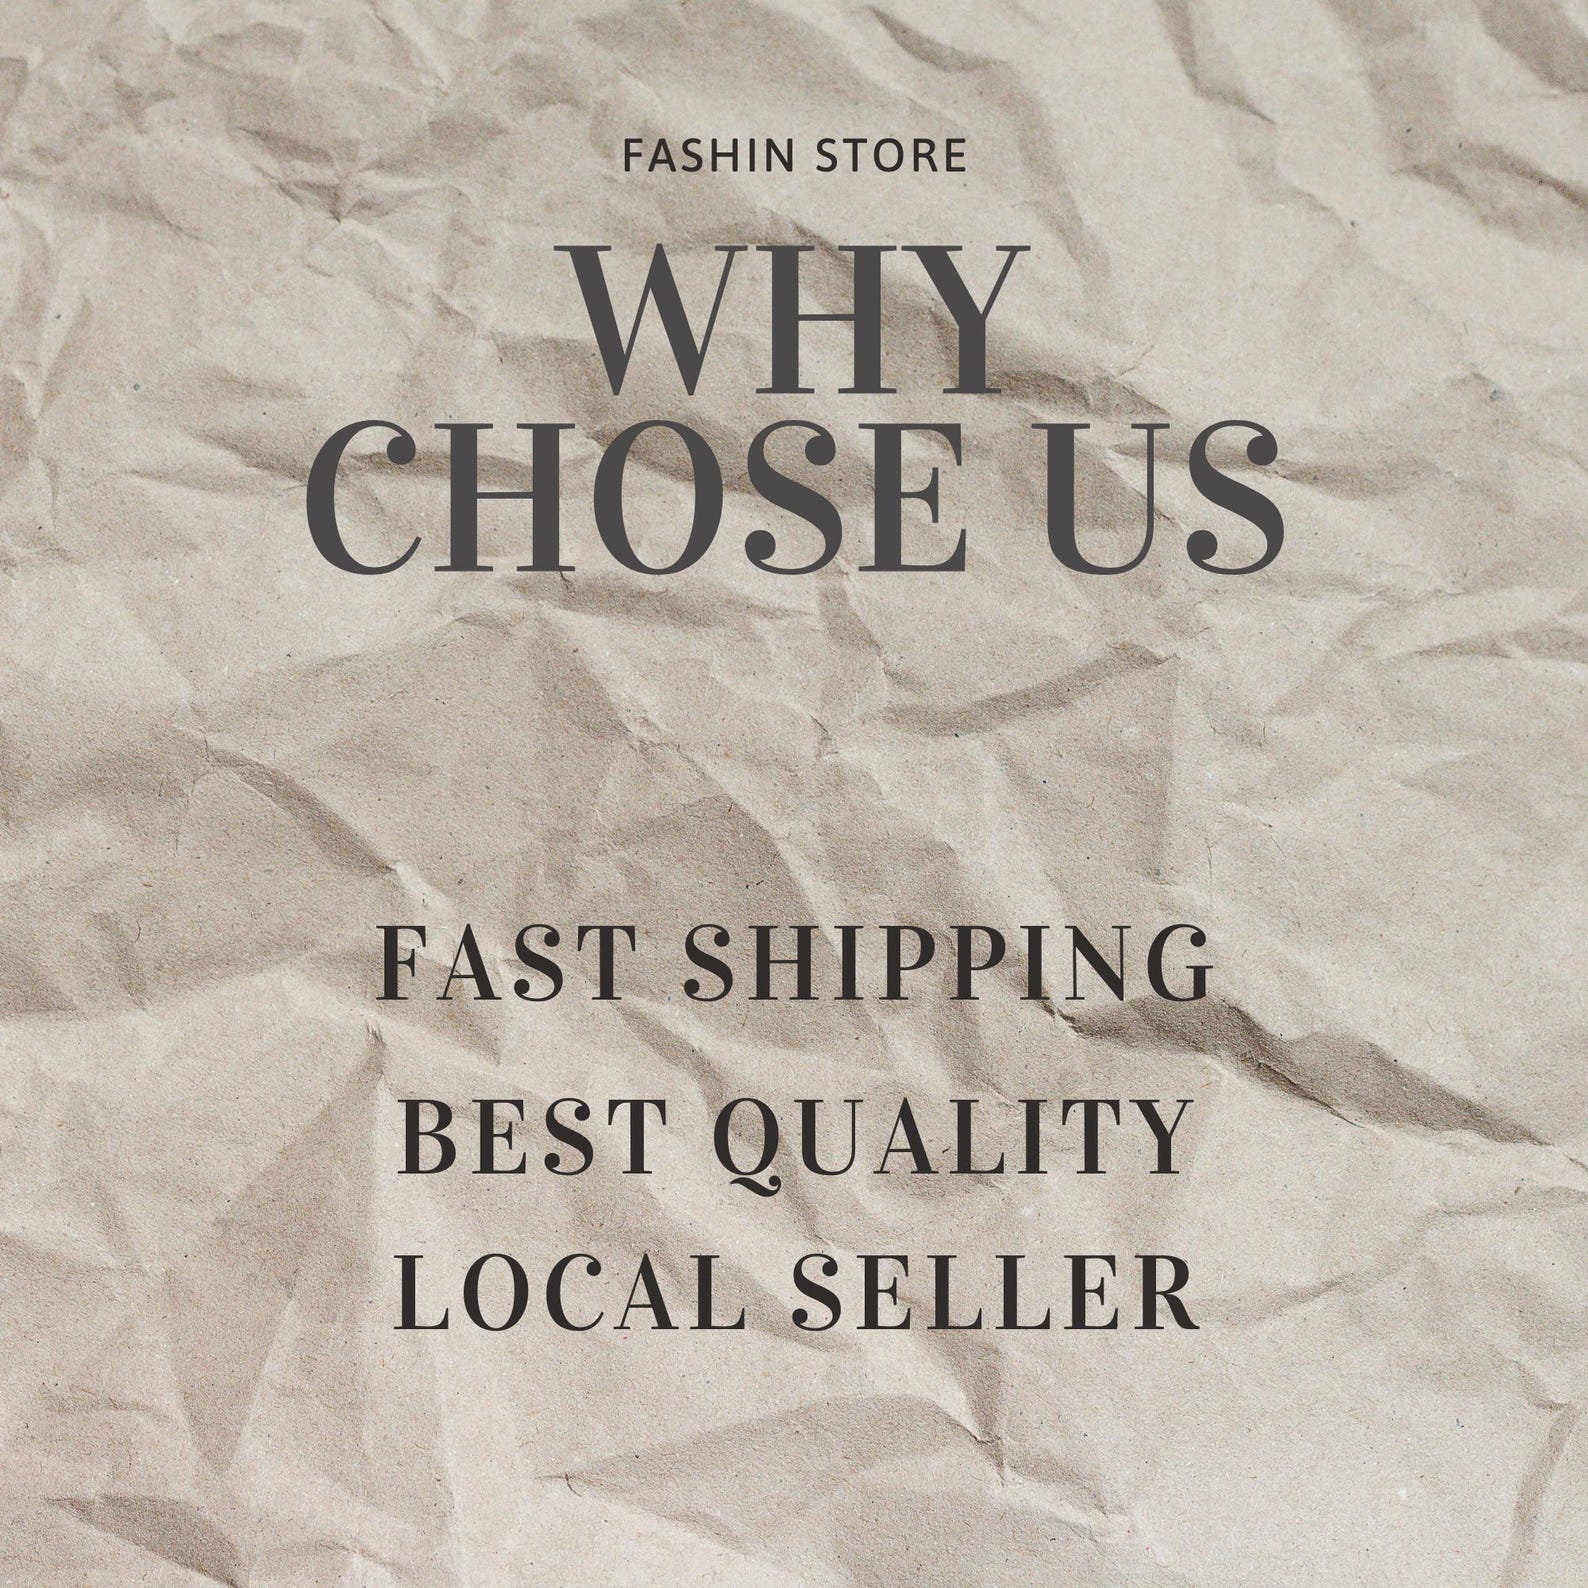 FASHIN STORE
WHY
CHOSE US
FAST SHIPPING
BEST QUALITY
LOCAL SELLER